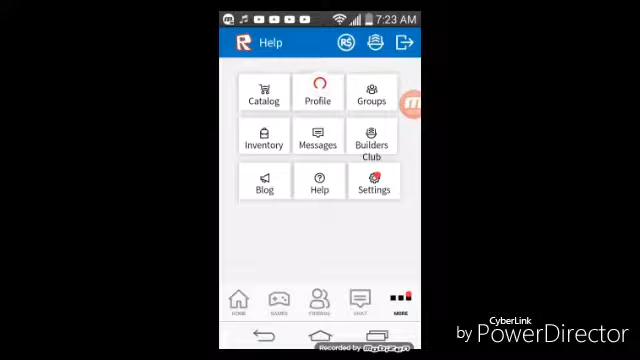 7:23 AM
R Help R$
Catalog Profile Groups
Inventory Messages Builders Club
Blog Help Settings
HOME GAMES FRIENDS CHAT MORE
Recorded by Mobizen
CyberLink
by PowerDirector